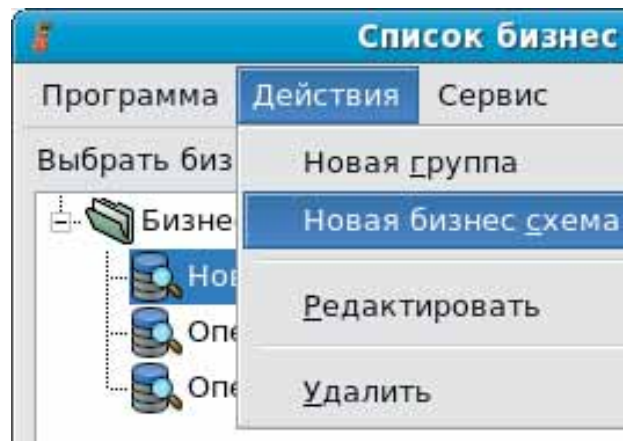 Список бизнес
Программа Действия Сервис
Выбрать биз
Новая группа
Бизне
Новая бизнес схема
Нов
Редактировать
Опе
Удалить
Опе